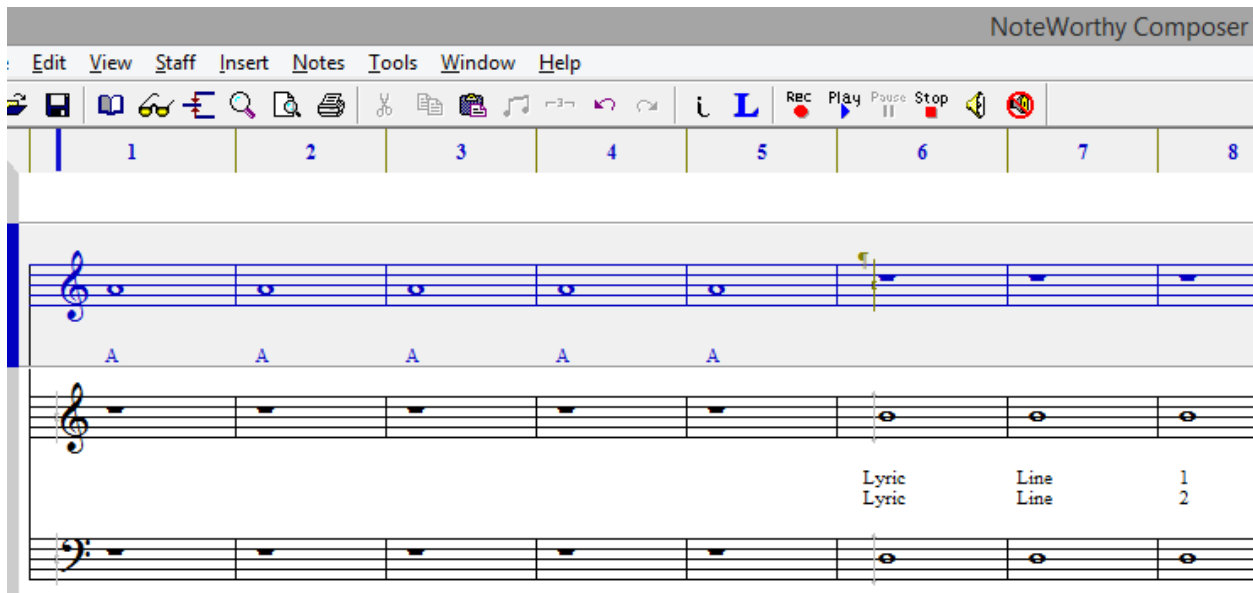 NoteWorthy Composer
Edit View Staff Insert Notes Tools Window Help
3 i L Rec Play Pause Stop
1 2 3 4 5 6 7 8
A A A A A
Lyric Line 1
Lyric Line 2